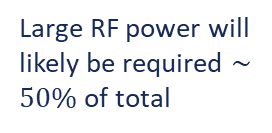 Large RF power will
likely be required ~
50% of total